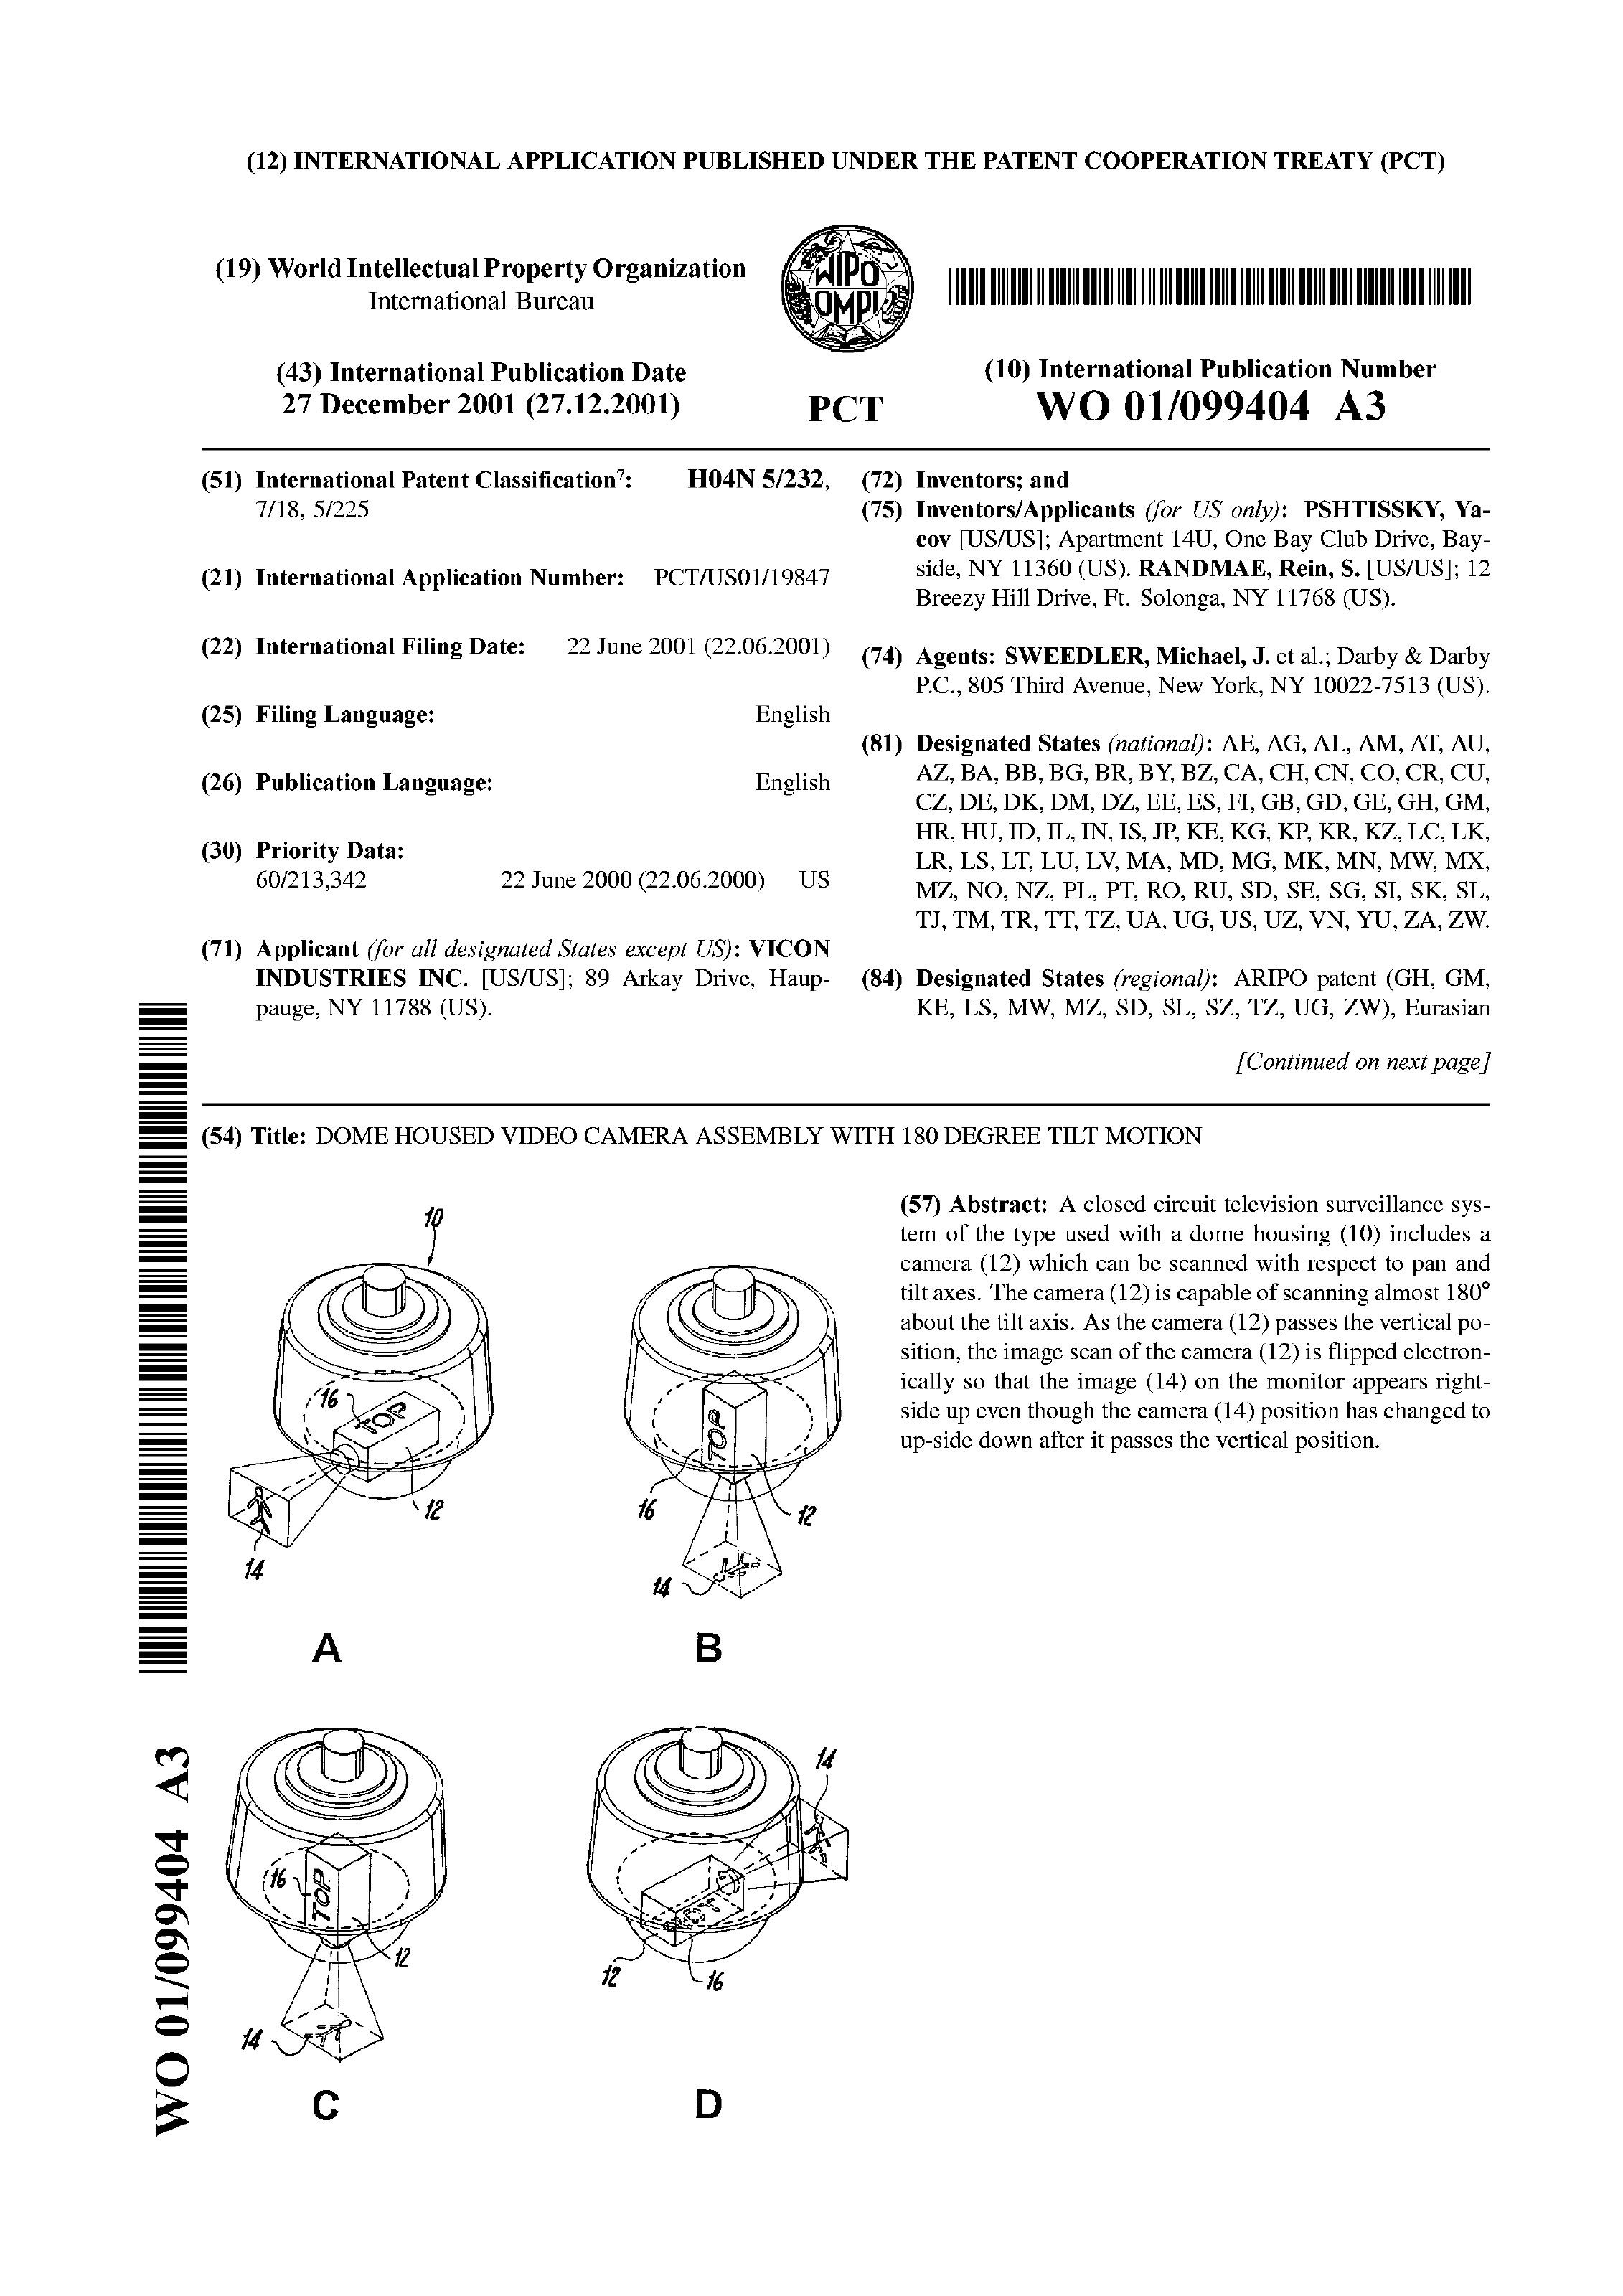 (12) INTERNATIONAL APPLICATION PUBLISHED UNDER THE PATENT COOPERATION TREATY (PCT)
(19) World Intellectual Property Organization
International Bureau
WIPO
OMPI
(43) International Publication Date
27 December 2001 (27.12.2001)
PCT
(10) International Publication Number
WO 01/099404 A3
(51) International Patent Classification7: H04N 5/232,
7/18, 5/225
(21) International Application Number: PCT/US01/19847
(22) International Filing Date: 22 June 2001 (22.06.2001)
(25) Filing Language: English
(26) Publication Language: English
(30) Priority Data:
60/213,342 22 June 2000 (22.06.2000) US
(71) Applicant (for all designated States except US): VICON
INDUSTRIES INC. [US/US]; 89 Arkay Drive, Haup-
pauge, NY 11788 (US).
(72) Inventors; and
(75) Inventors/Applicants (for US only): PSHTISSKY, Ya-
cov [US/US]; Apartment 14U, One Bay Club Drive, Bay-
side, NY 11360 (US). RANDMAE, Rein, S. [US/US]; 12
Breezy Hill Drive, Ft. Solonga, NY 11768 (US).
(74) Agents: SWEEDLER, Michael, J. et al.; Darby & Darby
P.C., 805 Third Avenue, New York, NY 10022-7513 (US).
(81) Designated States (national): AE, AG, AL, AM, AT, AU,
AZ, BA, BB, BG, BR, BY, BZ, CA, CH, CN, CO, CR, CU,
CZ, DE, DK, DM, DZ, EE, ES, FI, GB, GD, GE, GH, GM,
HR, HU, ID, IL, IN, IS, JP, KE, KG, KP, KR, KZ, LC, LK,
LR, LS, LT, LU, LV, MA, MD, MG, MK, MN, MW, MX,
MZ, NO, NZ, PL, PT, RO, RU, SD, SE, SG, SI, SK, SL,
TJ, TM, TR, TT, TZ, UA, UG, US, UZ, VN, YU, ZA, ZW.
(84) Designated States (regional): ARIPO patent (GH, GM,
KE, LS, MW, MZ, SD, SL, SZ, TZ, UG, ZW), Eurasian
[Continued on next page]
(54) Title: DOME HOUSED VIDEO CAMERA ASSEMBLY WITH 180 DEGREE TILT MOTION
(57) Abstract: A closed circuit television surveillance sys-
tem of the type used with a dome housing (10) includes a
camera (12) which can be scanned with respect to pan and
tilt axes. The camera (12) is capable of scanning almost 180°
about the tilt axis. As the camera (12) passes the vertical po-
sition, the image scan of the camera (12) is flipped electron-
ically so that the image (14) on the monitor appears right-
side up even though the camera (14) position has changed to
up-side down after it passes the vertical position.
10
16
TOP
12
14
A
TOP
16
12
14
B
16
TOP
12
14
C
14
12
16
D
WO 01/099404 A3